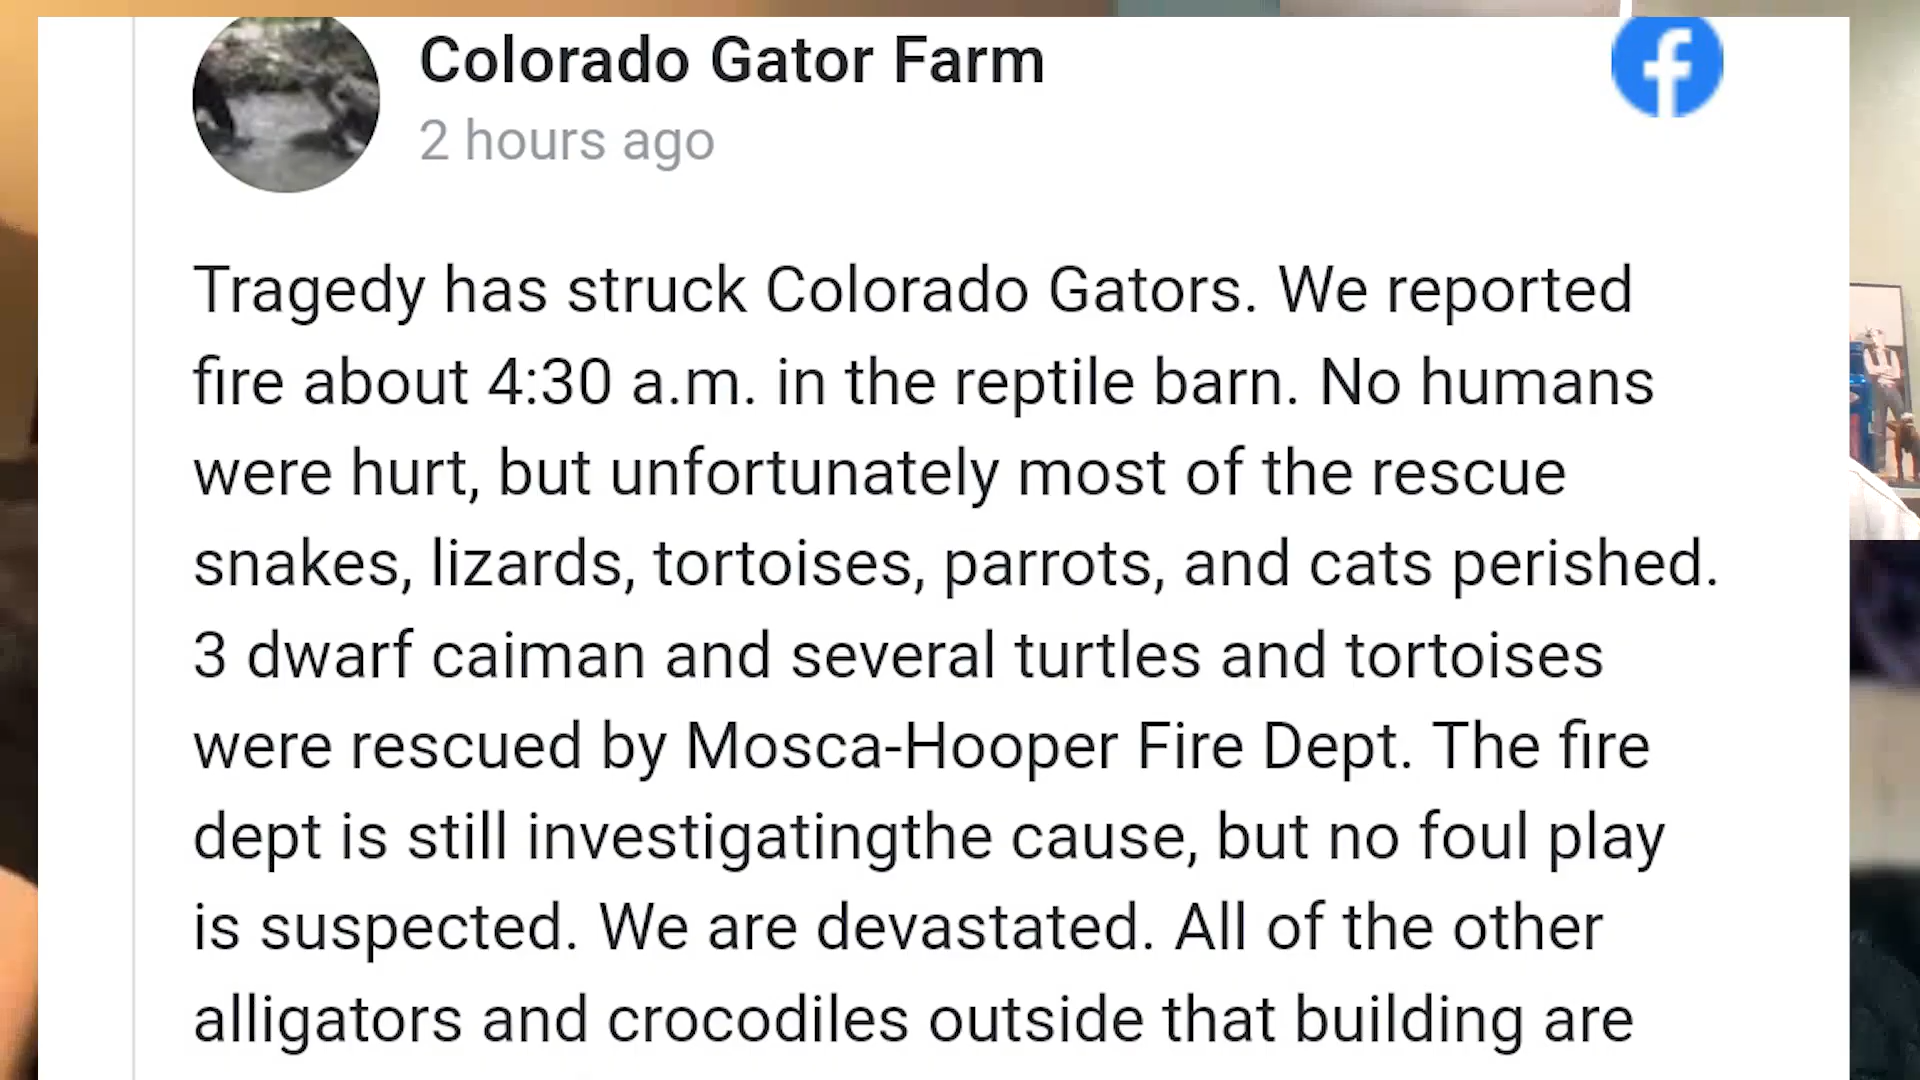 Colorado Gator Farm
2 hours ago
Tragedy has struck Colorado Gators. We reported
fire about 4:30 a.m. in the reptile barn. No humans
were hurt, but unfortunately most of the rescue
snakes, lizards, tortoises, parrots, and cats perished.
3 dwarf caiman and several turtles and tortoises
were rescued by Mosca-Hooper Fire Dept. The fire
dept is still investigatingthe cause, but no foul play
is suspected. We are devastated. All of the other
alligators and crocodiles outside that building are